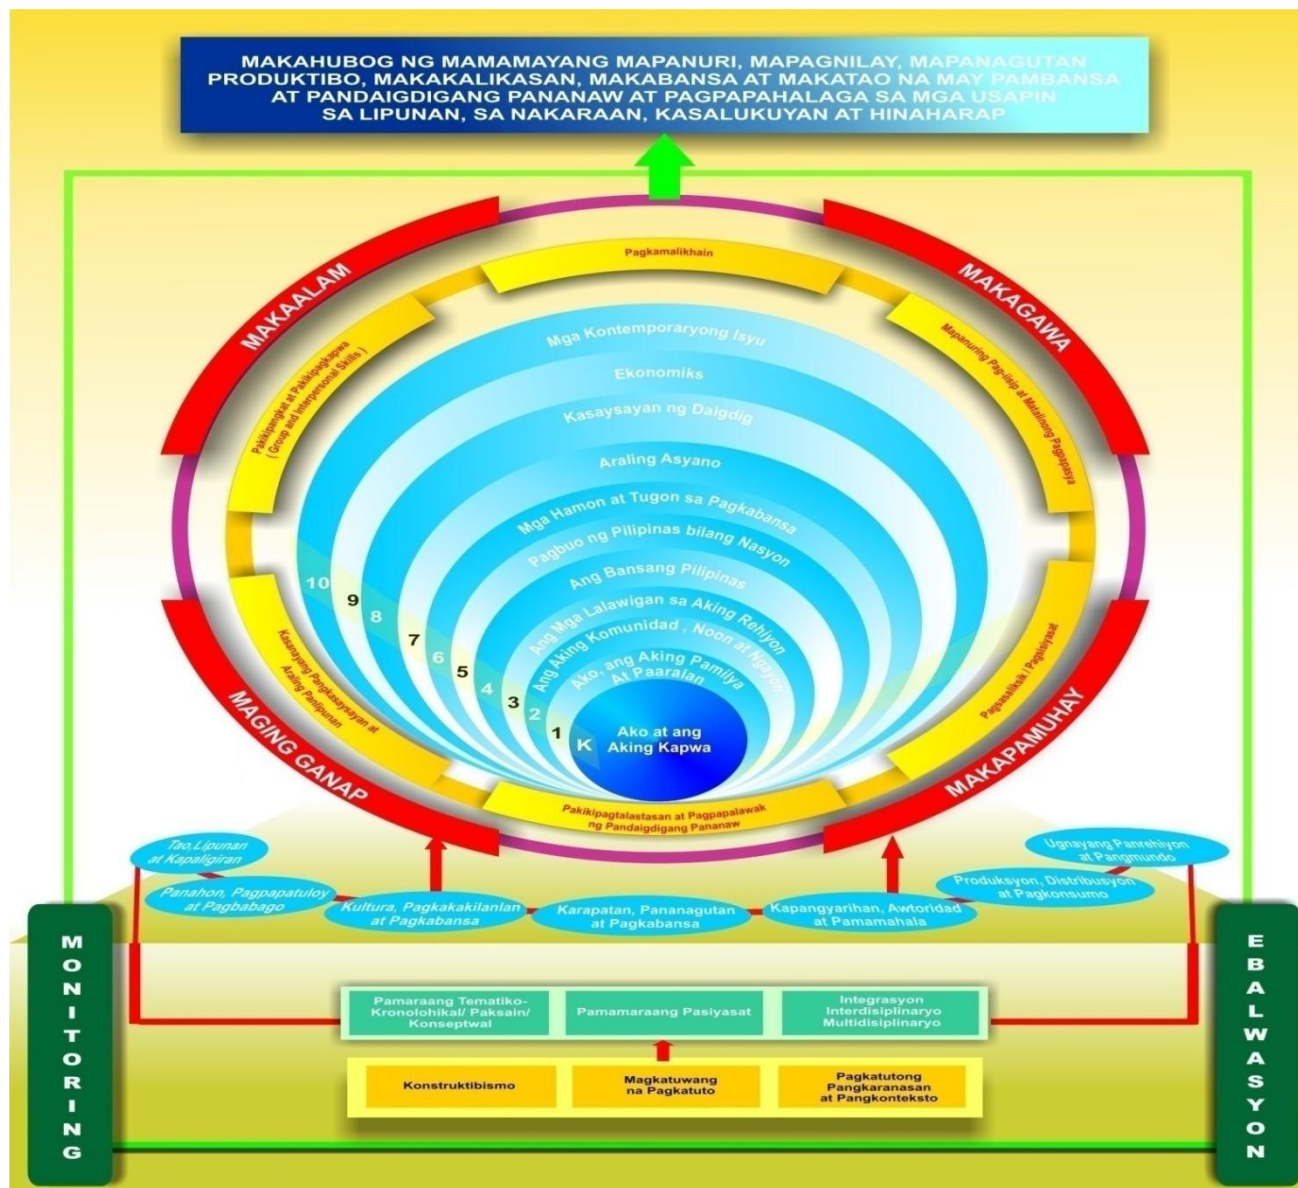 MAKAHUBOG NG MAMAMAYANG MAPANURI, MAPAGNILAY, MAPANAGUTAN
PRODUKTIBO, MAKAKALIKASAN, MAKABANSA AT MAKATAO NA MAY PAMBANSA
AT PANDAIGDIGANG PANANAW AT PAGPAPAHALAGA SA MGA USAPIN
SA LIPUNAN, SA NAKARAAN, KASALUKUYAN AT HINAHARAP
MAKAALAM
MAKAGAWA
Pagkamalikhain
Pakikipangkat at Pakikipagkapwa
( Group and Interpersonal Skills )
Mapanuring Pag-iisip at Matalinong Pagpapasya
Mga Kontemporaryong Isyu
Ekonomiks
Kasaysayan ng Daigdig
Araling Asyano
Mga Hamon at Tugon sa Pagkabansa
Pagbuo ng Pilipinas bilang Nasyon
Ang Bansang Pilipinas
Ang Mga Lalawigan sa Aking Rehiyon
Ang Aking Komunidad , Noon at Ngayon
Ako, ang Aking Pamilya
At Paaralan
Ako at ang
Aking Kapwa
10
9
8
7
6
5
4
3
2
1
K
Kasanayang Pangkasaysayan at
Araling Panlipunan
Pagsasaliksik / Pagsisiyasat
MAGING GANAP
MAKAPAMUHAY
Pakikipagtalastasan at Pagpapalawak
ng Pandaigdigang Pananaw
Tao,Lipunan
at Kapaligiran
Panahon, Pagpapatuloy
at Pagbabago
Kultura, Pagkakakilanlan
at Pagkabansa
Karapatan, Pananagutan
at Pagkabansa
Kapangyarihan, Awtoridad
at Pamamahala
Produksyon, Distribusyon
at Pagkonsumo
Ugnayang Panrehiyon
at Pangmundo
MONITORING
EBALWASYON
Pamaraang Tematiko-
Kronolohikal/ Paksain/
Konseptwal
Pamamaraang Pasiyasat
Integrasyon
Interdisiplinaryo
Multidisiplinaryo
Konstruktibismo
Magkatuwang
na Pagkatuto
Pagkatutong
Pangkaranasan
at Pangkonteksto